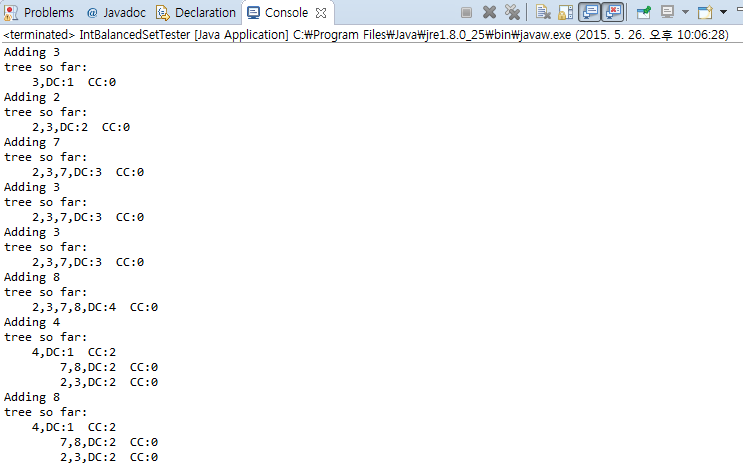 Problems @ Javadoc Declaration Console
<terminated> IntBalancedSetTester [Java Application] C:₩Program Files₩Java₩jre1.8.0_25₩bin₩javaw.exe (2015. 5. 26. 오후 10:06:28)
Adding 3
tree so far:
    3,DC:1  CC:0
Adding 2
tree so far:
    2,3,DC:2  CC:0
Adding 7
tree so far:
    2,3,7,DC:3  CC:0
Adding 3
tree so far:
    2,3,7,DC:3  CC:0
Adding 3
tree so far:
    2,3,7,DC:3  CC:0
Adding 8
tree so far:
    2,3,7,8,DC:4  CC:0
Adding 4
tree so far:
    4,DC:1  CC:2
        7,8,DC:2  CC:0
        2,3,DC:2  CC:0
Adding 8
tree so far:
    4,DC:1  CC:2
        7,8,DC:2  CC:0
        2,3,DC:2  CC:0